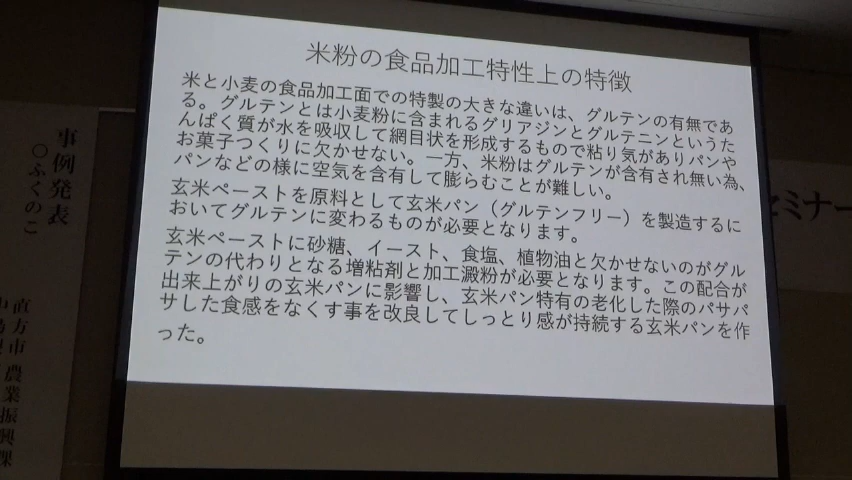 米粉の食品加工特性上の特徴
米と小麦の食品加工面での特製の大きな違いは、グルテンの有無であ
る。グルテンとは小麦粉に含まれるグリアジンとグルテニンというた
んぱく質が水を吸収して網目状を形成するもので粘り気がありパンや
お菓子つくりに欠かせない。一方、米粉はグルテンが含有され無い為、
パンなどの様に空気を含有して膨らむことが難しい。
玄米ペーストを原料として玄米パン（グルテンフリー）を製造するに
おいてグルテンに変わるものが必要となります。
玄米ペーストに砂糖、イースト、食塩、植物油と欠かせないのがグル
テンの代わりとなる増粘剤と加工澱粉が必要となります。この配合が
出来上がりの玄米パンに影響し、玄米パン特有の老化した際のパサパ
サした食感をなくす事を改良してしっとり感が持続する玄米パンを作
った。
事例発表
〇ふくのこ
直方市 農業振興課
セミナー